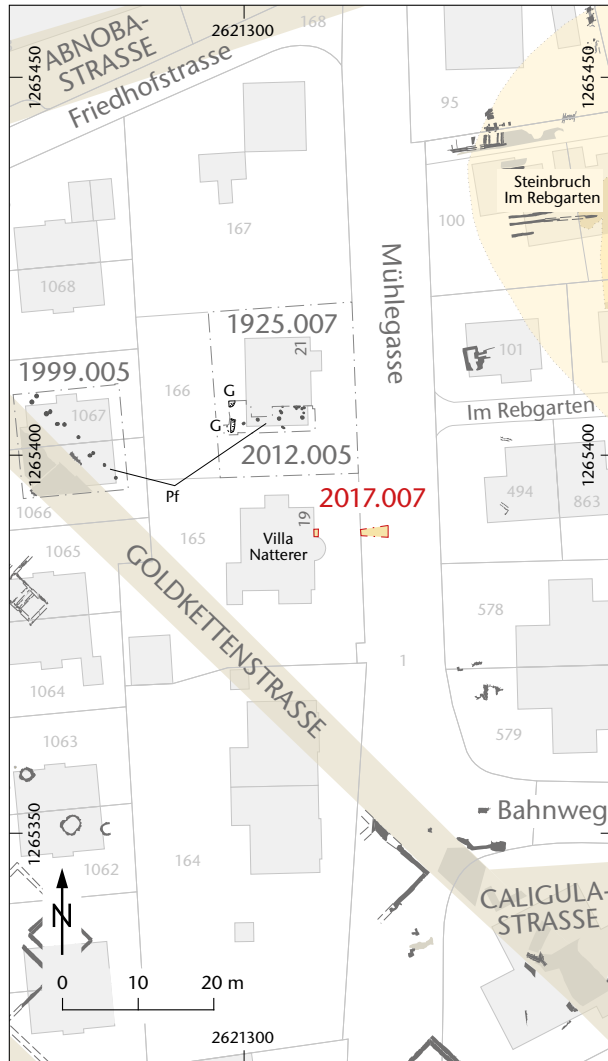 2621300
168
ABNOBA-
STRASSE
Friedhofstrasse
1265450
1265450
95
Steinbruch
Im Rebgarten
100
167
Mühlegasse
1068
1925.007
21
101
1999.005
166
G
1067
Im Rebgarten
G
1265400
1265400
2012.005
Pf
494
863
2017.007
1066
19
165
Villa
Natterer
1065
GOLDKETTENSTRASSE
578
1
1064
579
1063
Bahnweg
1265350
1265350
164
1062
CALIGULA-
STRASSE
N
0 10 20 m
2621300